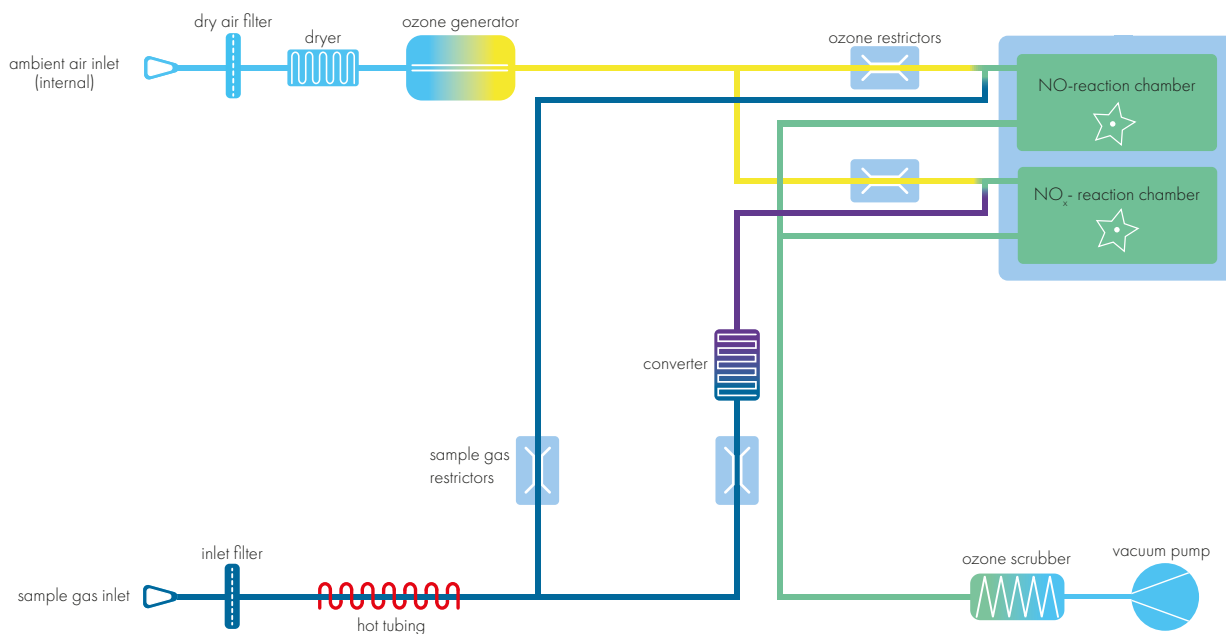 dry air filter
dryer
ozone generator
ozone restrictors
ambient air inlet
(internal)
NO-reaction chamber
NOx- reaction chamber
converter
sample gas
restrictors
inlet filter
sample gas inlet
hot tubing
ozone scrubber
vacuum pump